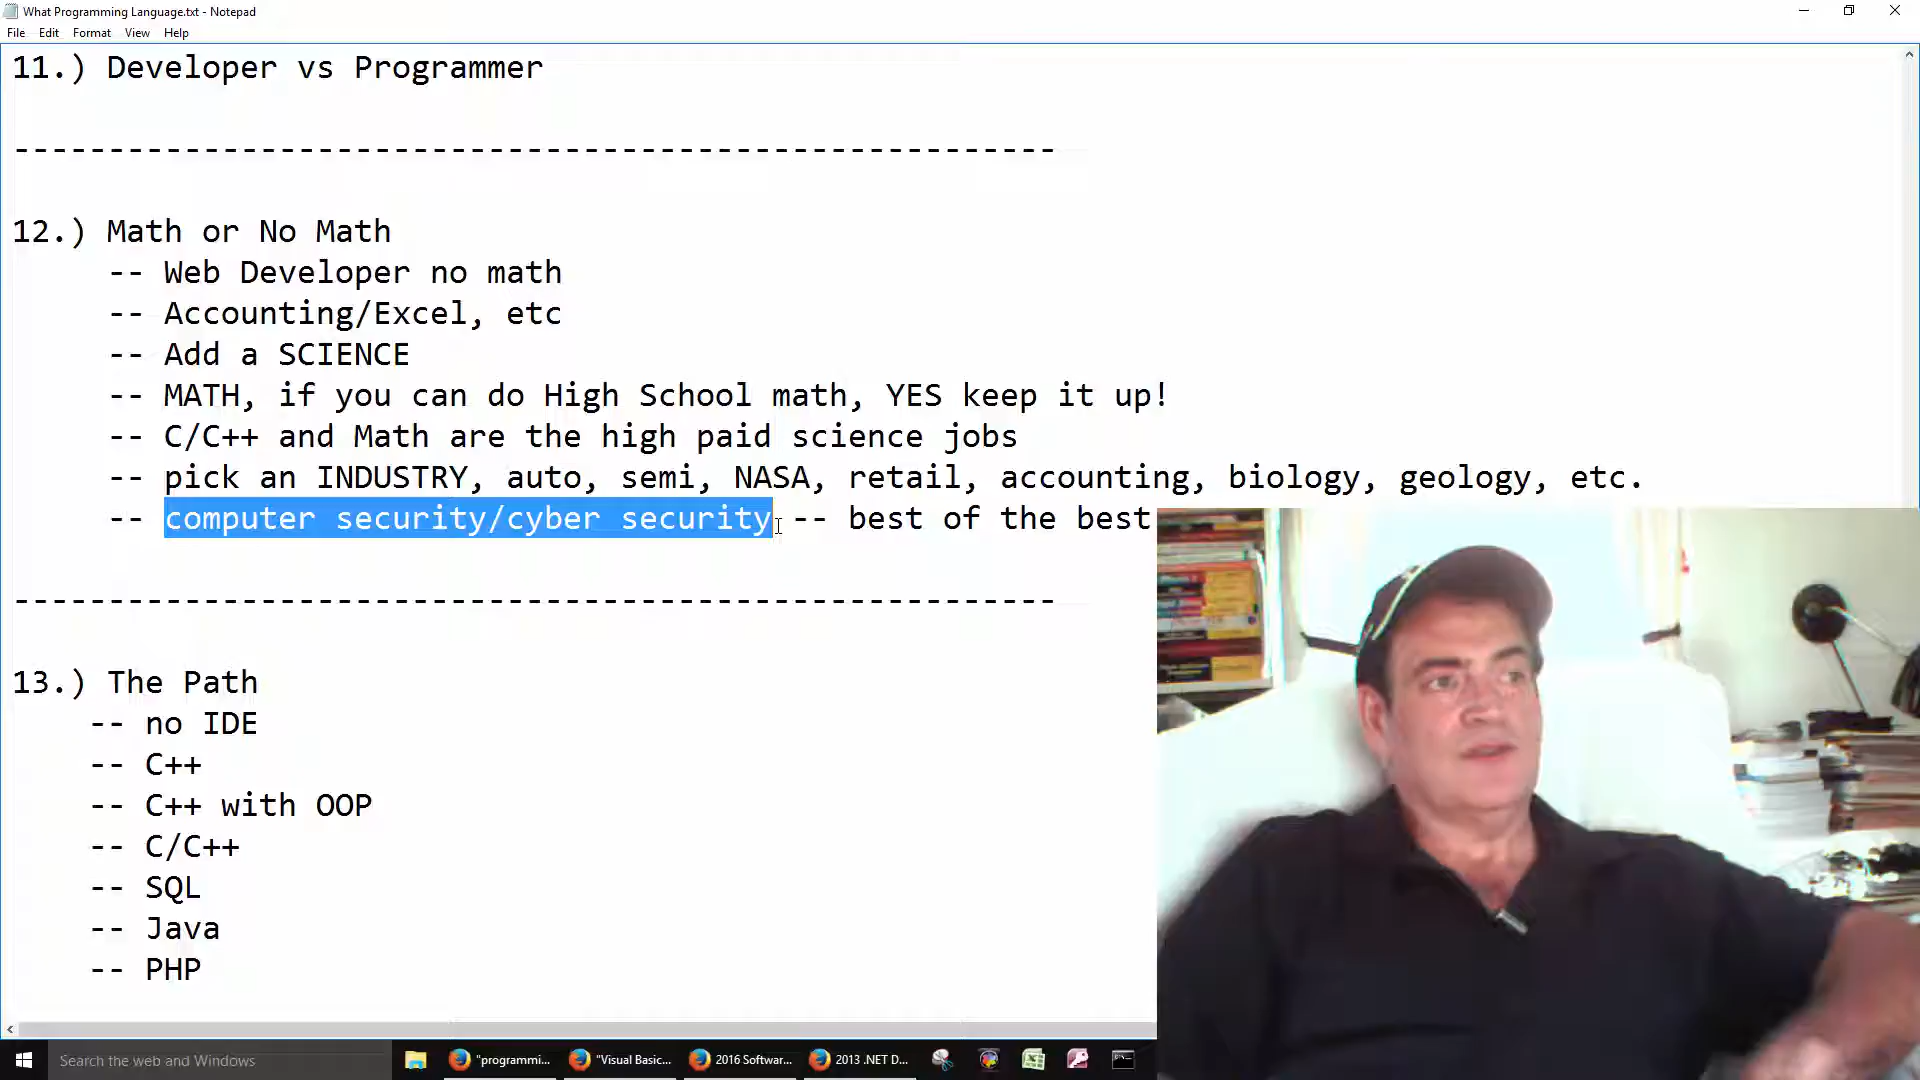 What Programming Language.txt - Notepad
File Edit Format View Help
11.) Developer vs Programmer
-------------------------------------------------------
12.) Math or No Math
-- Web Developer no math
-- Accounting/Excel, etc
-- Add a SCIENCE
-- MATH, if you can do High School math, YES keep it up!
-- C/C++ and Math are the high paid science jobs
-- pick an INDUSTRY, auto, semi, NASA, retail, accounting, biology, geology, etc.
-- computer security/cyber security -- best of the best
-------------------------------------------------------
13.) The Path
-- no IDE
-- C++
-- C++ with OOP
-- C/C++
-- SQL
-- Java
-- PHP
Search the web and Windows
"programmi...
"Visual Basic...
2016 Softwar...
2013 .NET D...